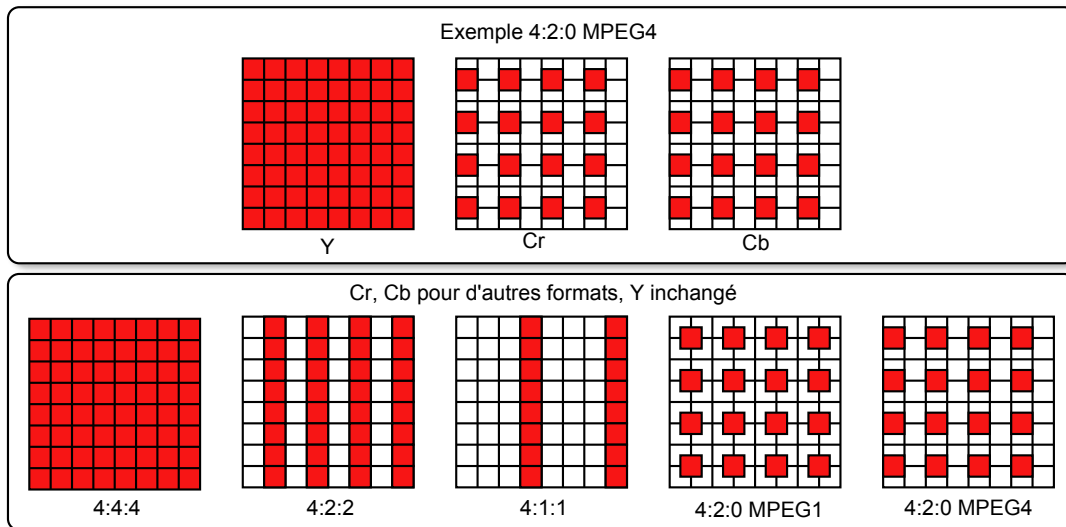 Exemple 4:2:0 MPEG4
Y
Cr
Cb
Cr, Cb pour d'autres formats, Y inchangé
4:4:4
4:2:2
4:1:1
4:2:0 MPEG1
4:2:0 MPEG4